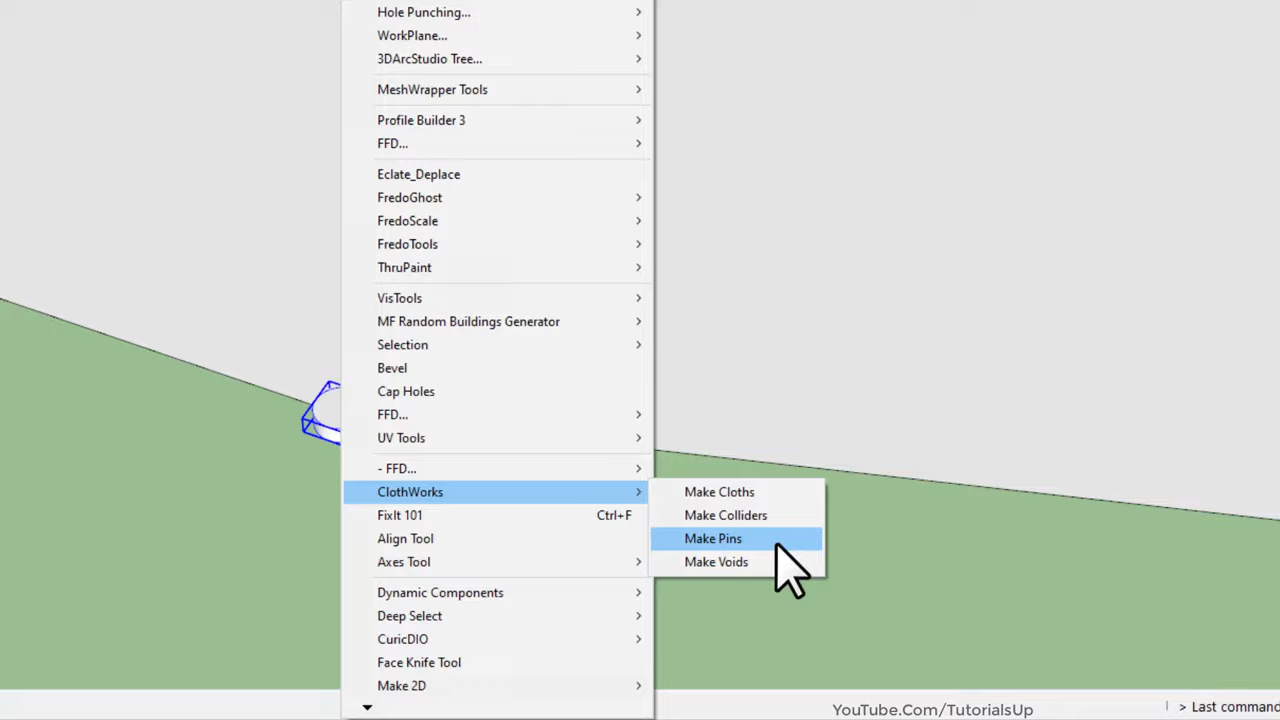 Hole Punching...
WorkPlane...
3DArcStudio Tree...
MeshWrapper Tools
Profile Builder 3
FFD...
Eclate_Deplace
FredoGhost
FredoScale
FredoTools
ThruPaint
VisTools
MF Random Buildings Generator
Selection
Bevel
Cap Holes
FFD...
UV Tools
- FFD...
ClothWorks
FixIt 101 Ctrl+F
Align Tool
Axes Tool
Dynamic Components
Deep Select
CuricDIO
Face Knife Tool
Make 2D
Make Cloths
Make Colliders
Make Pins
Make Voids
YouTube.Com/TutorialsUp
> Last command